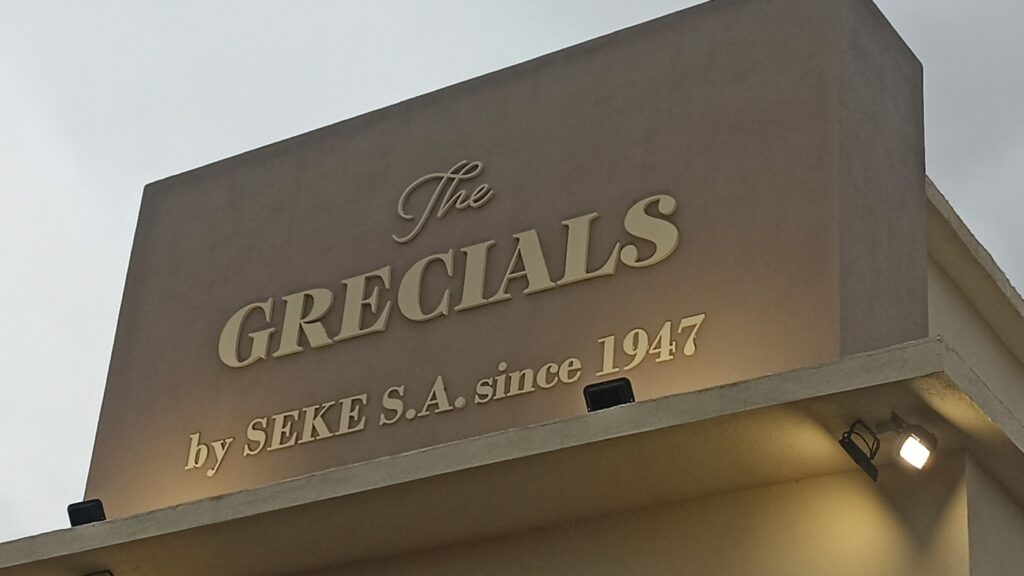 The
GRECIALS
by SEKE S.A. since 1947